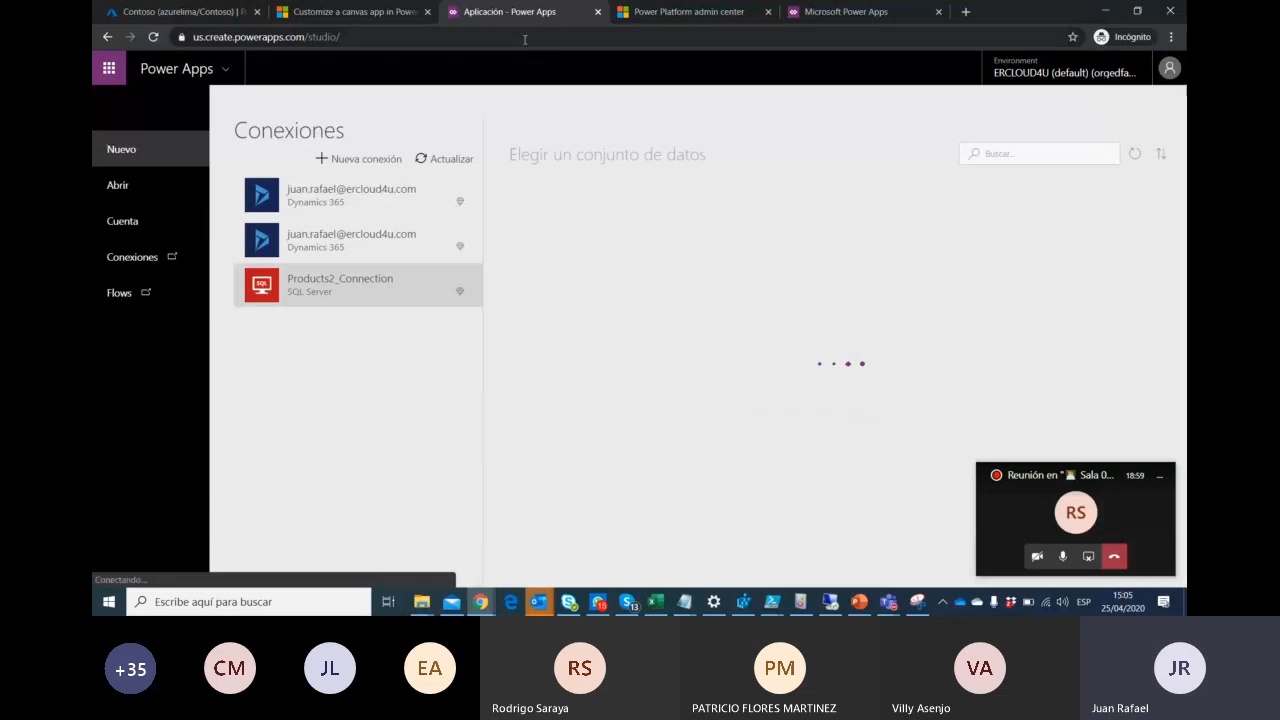 Contoso (azurelima/Contoso) | F
Customize a canvas app in Powe
Aplicación - Power Apps
Power Platform admin center
Microsoft Power Apps
us.create.powerapps.com/studio/
Incógnito
Power Apps
Environment
ERCLOUD4U (default) (orgedfa...
Nuevo
Abrir
Cuenta
Conexiones
Flows
Conexiones
Nueva conexión
Actualizar
juan.rafael@ercloud4u.com
Dynamics 365
juan.rafael@ercloud4u.com
Dynamics 365
Products2_Connection
SQL
SQL Server
Elegir un conjunto de datos
Buscar...
Reunión en "
Sala 0...
18:59
RS
Conectando...
Escribe aquí para buscar
15
13
ESP
15:05
25/04/2020
+35
CM
JL
EA
RS
Rodrigo Saraya
PM
PATRICIO FLORES MARTINEZ
VA
Villy Asenjo
JR
Juan Rafael